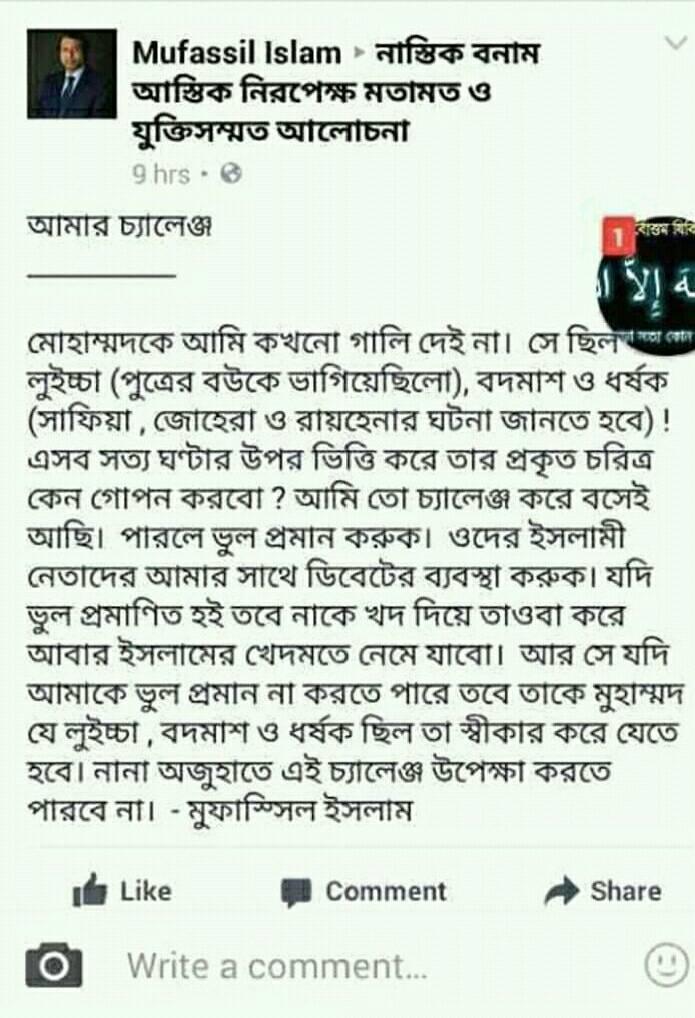 Mufassil Islam ▸ নাস্তিক বনাম
আস্তিক নিরপেক্ষ মতামত ও
যুক্তিসম্মত আলোচনা
9 hrs •
আমার চ্যালেঞ্জ
1
মোহাম্মদকে আমি কখনো গালি দেই না। সে ছিল
লুইচ্চা (পুত্রের বউকে ভাগিয়েছিলো), বদমাশ ও ধর্ষক
(সাফিয়া , জোহেরা ও রায়হেনার ঘটনা জানতে হবে) !
এসব সত্য ঘণ্টার উপর ভিত্তি করে তার প্রকৃত চরিত্র
কেন গোপন করবো ? আমি তো চ্যালেঞ্জ করে বসেই
আছি। পারলে ভুল প্রমান করুক। ওদের ইসলামী
নেতাদের আমার সাথে ডিবেটের ব্যবস্থা করুক। যদি
ভুল প্রমাণিত হই তবে নাকে খদ দিয়ে তাওবা করে
আবার ইসলামের খেদমতে নেমে যাবো। আর সে যদি
আমাকে ভুল প্রমান না করতে পারে তবে তাকে মুহাম্মদ
যে লুইচ্চা , বদমাশ ও ধর্ষক ছিল তা স্বীকার করে যেতে
হবে। নানা অজুহাতে এই চ্যালেঞ্জ উপেক্ষা করতে
পারবে না। - মুফাস্সিল ইসলাম
Like Comment Share
Write a comment...